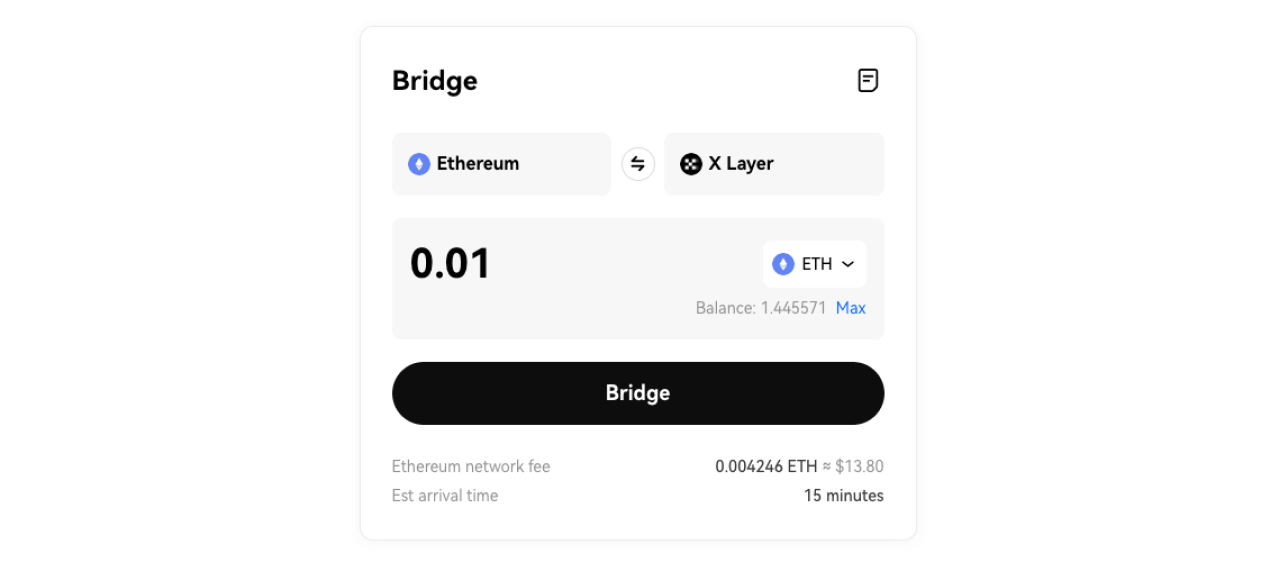 Bridge
Ethereum X Layer
0.01 ETH
Balance: 1.445571 Max
Bridge
Ethereum network fee 0.004246 ETH ≈ $13.80
Est arrival time 15 minutes